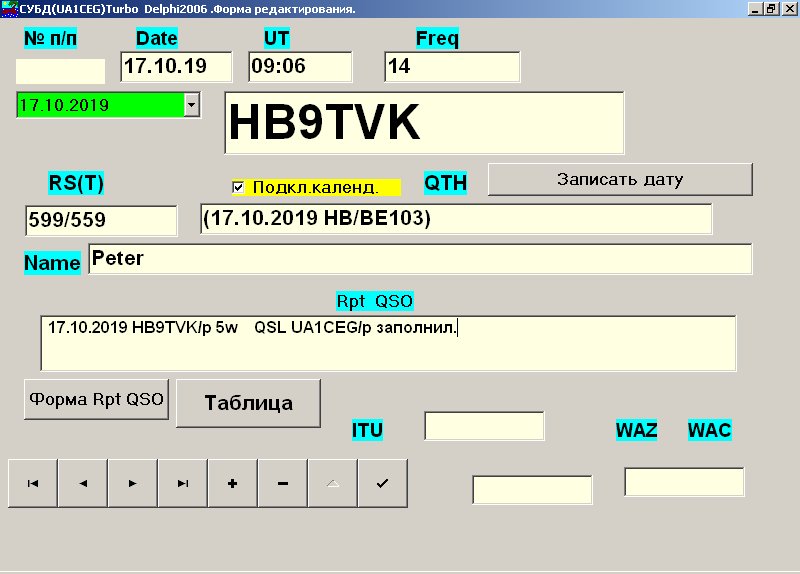 СУБД(UA1CEG)Turbo Delphi2006 .Форма редактирования.
№ п/п Date UT Freq
17.10.19 09:06 14
17.10.2019
HB9TVK
RS(T) Подкл.календ. QTH Записать дату
599/559 (17.10.2019 HB/BE103)
Name Peter
Rpt QSO
17.10.2019 HB9TVK/p 5w QSL UA1CEG/p заполнил.
Форма Rpt QSO Таблица
ITU WAZ WAC